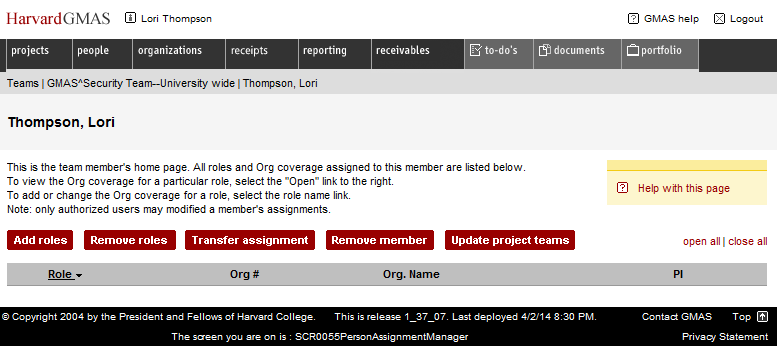 HarvardGMAS Lori Thompson GMAS help Logout
projects people organizations receipts reporting receivables to-do's documents portfolio
Teams | GMAS^Security Team--University wide | Thompson, Lori
Thompson, Lori
This is the team member's home page. All roles and Org coverage assigned to this member are listed below.
To view the Org coverage for a particular role, select the "Open" link to the right.
To add or change the Org coverage for a role, select the role name link.
Note: only authorized users may modified a member's assignments.
Help with this page
Add roles Remove roles Transfer assignment Remove member Update project teams
open all | close all
Role Org # Org. Name PI
© Copyright 2004 by the President and Fellows of Harvard College. This is release 1_37_07. Last deployed 4/2/14 8:30 PM. Contact GMAS Top
The screen you are on is : SCR0055PersonAssignmentManager Privacy Statement